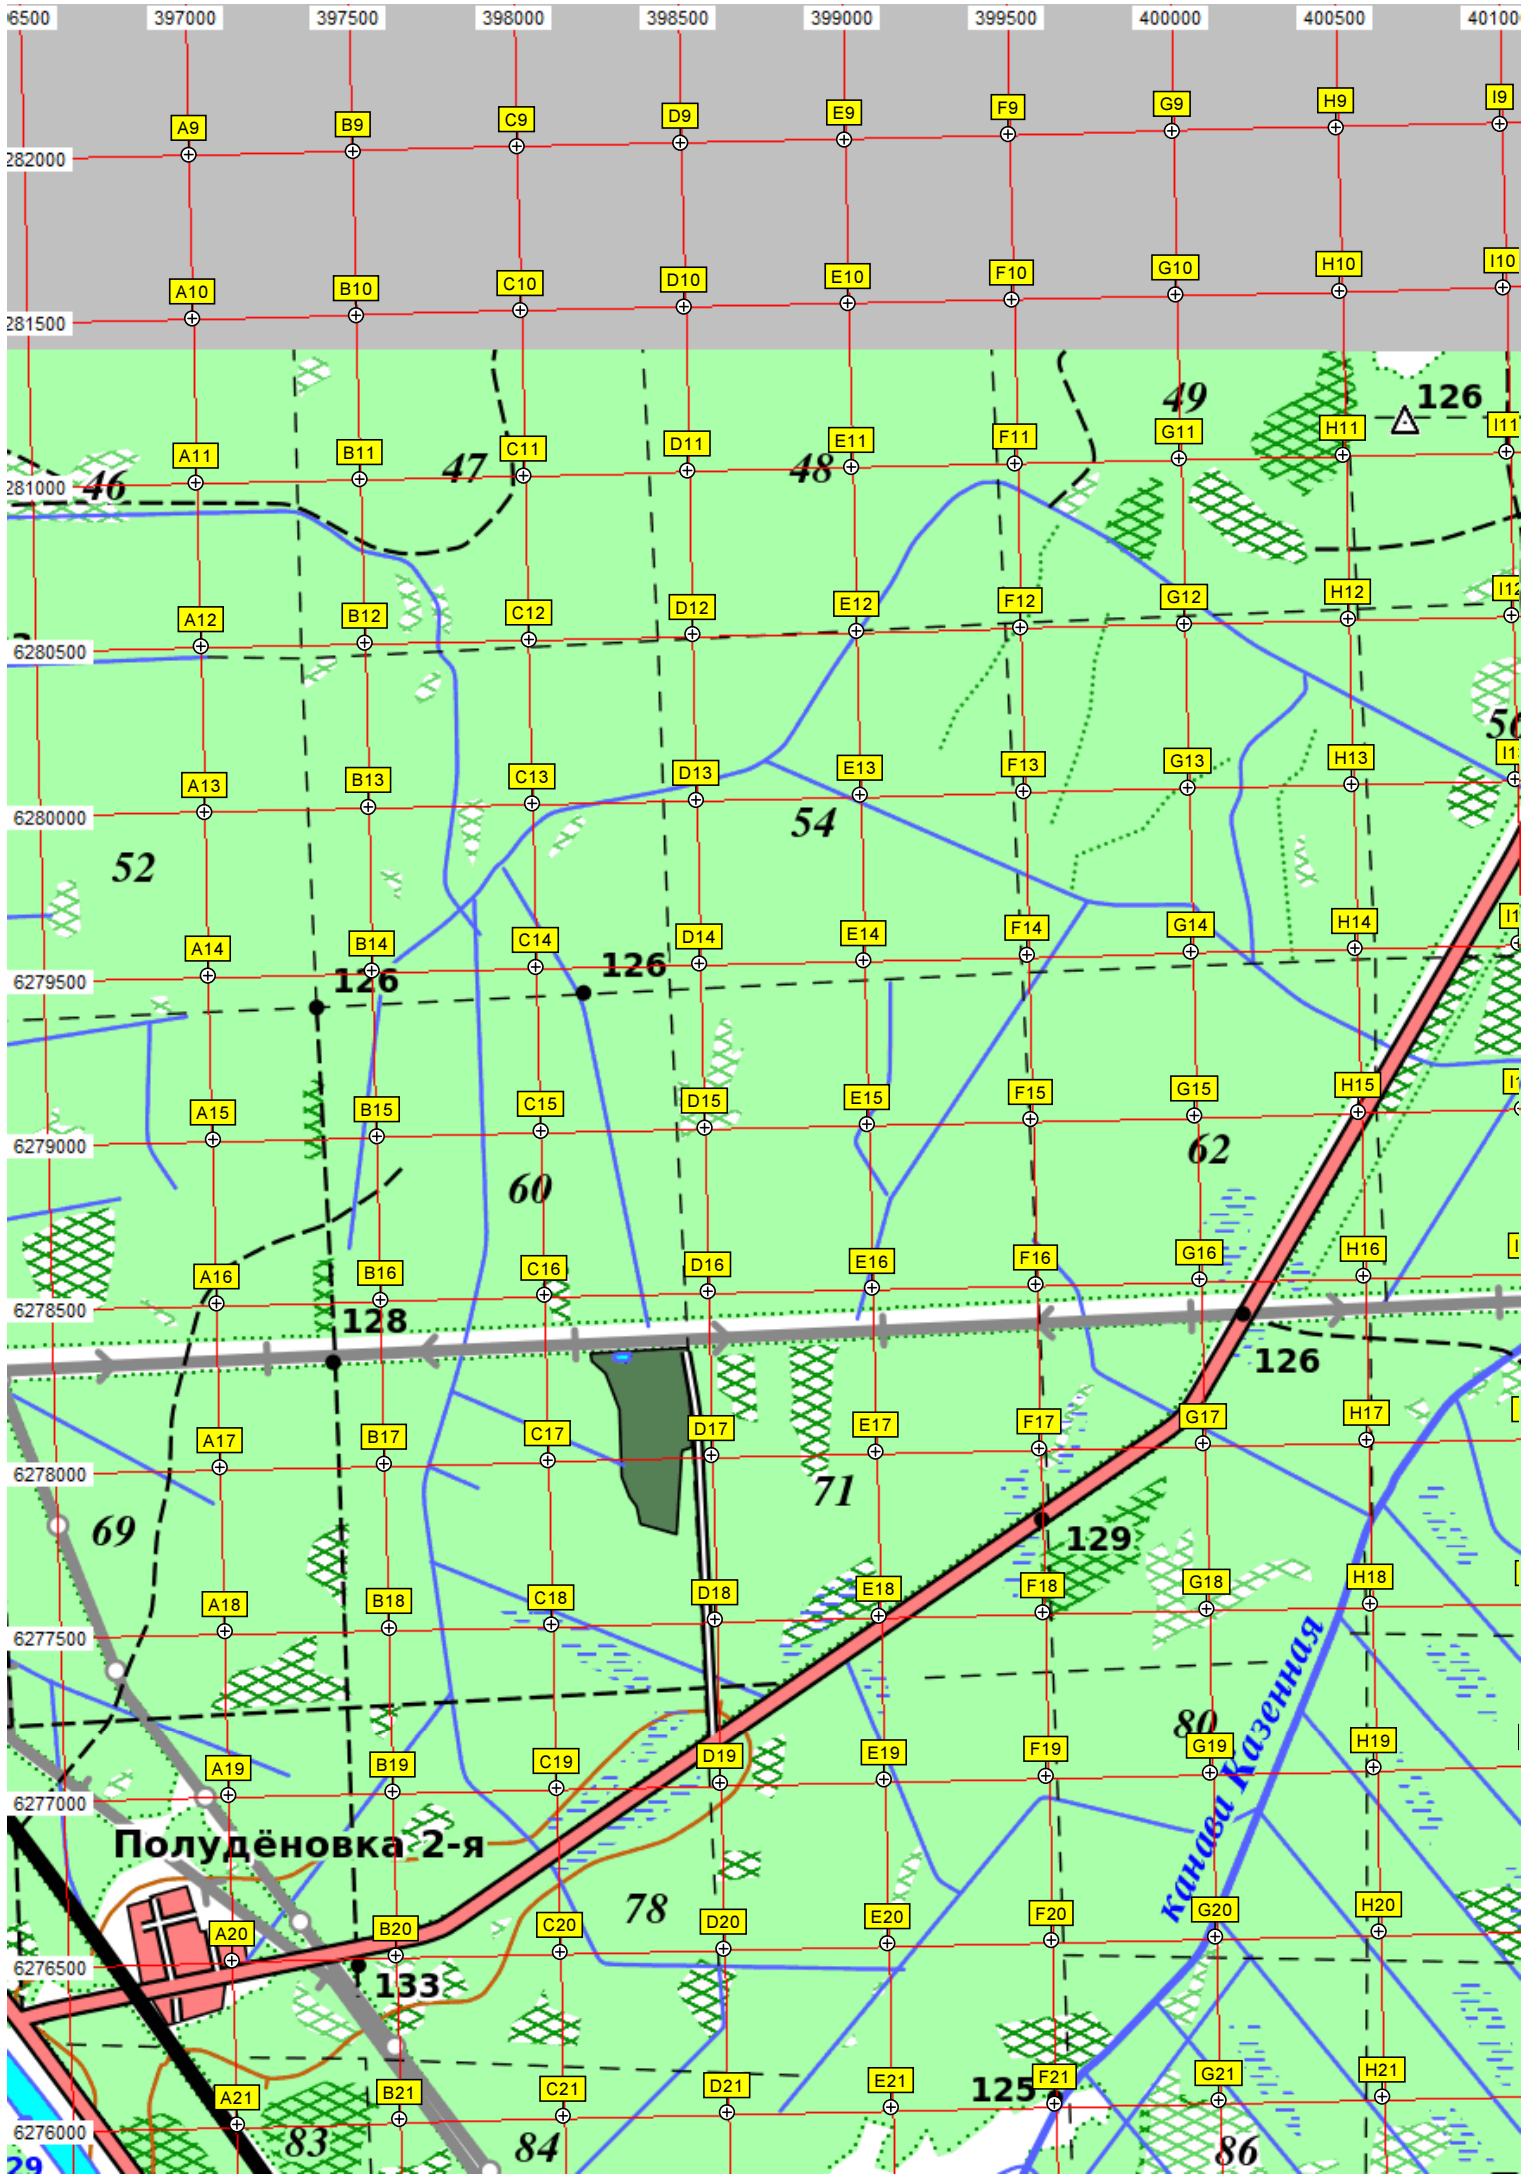 6500 397000 397500 398000 398500 399000 399500 400000 400500 40100
A9 B9 C9 D9 E9 F9 G9 H9 I9
282000
A10 B10 C10 D10 E10 F10 G10 H10 I10
281500
49 126
A11 B11 C11 D11 E11 F11 G11 H11 I11
46 47 48
281000
A12 B12 C12 D12 E12 F12 G12 H12 I12
6280500
A13 B13 C13 D13 E13 F13 G13 H13
6280000
52 54
A14 B14 C14 D14 E14 F14 G14 H14
126 126
6279500
A15 B15 C15 D15 E15 F15 G15 H15
6279000
60 62
A16 B16 C16 D16 E16 F16 G16 H16
6278500
128 126
A17 B17 C17 D17 E17 F17 G17 H17
6278000
69 71 129
A18 B18 C18 D18 E18 F18 G18 H18
6277500
80
канава Казенная
A19 B19 C19 D19 E19 F19 G19 H19
6277000
Полудёновка 2-я
78
A20 B20 C20 D20 E20 F20 G20 H20
6276500
133
125
A21 B21 C21 D21 E21 F21 G21 H21
6276000
83 84 86
29